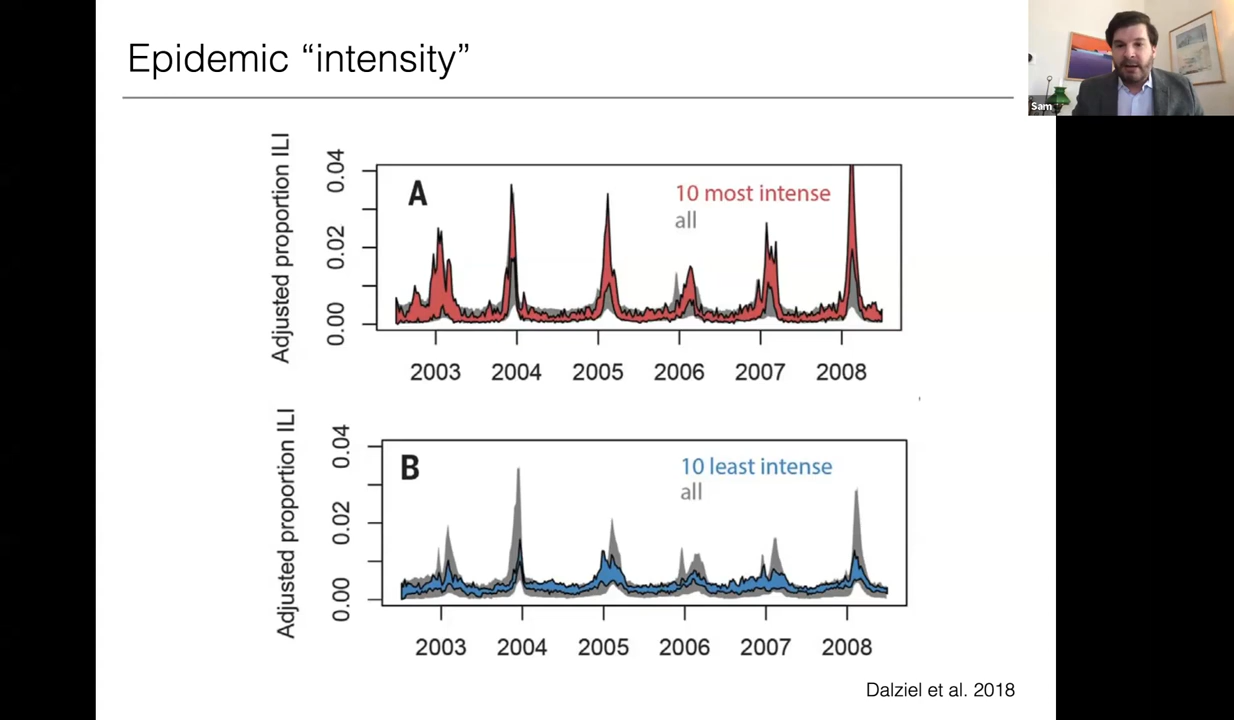 Epidemic “intensity”
Sam
Adjusted proportion ILI
0.04
0.02
0.00
A
10 most intense
all
2003 2004 2005 2006 2007 2008
Adjusted proportion ILI
0.04
0.02
0.00
B
10 least intense
all
2003 2004 2005 2006 2007 2008
Dalziel et al. 2018